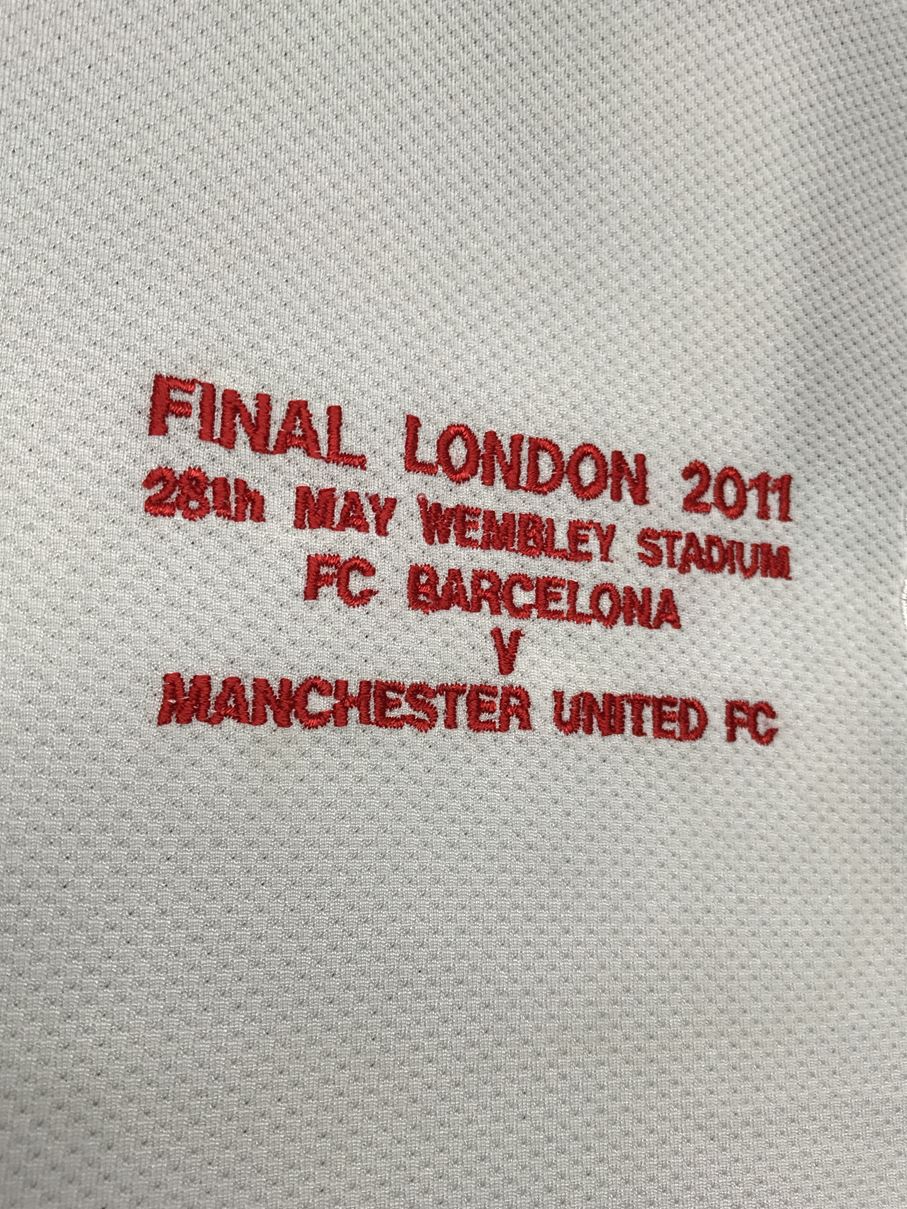 FINAL LONDON 2011
28th MAY WEMBLEY STADIUM
FC BARCELONA
V
MANCHESTER UNITED FC